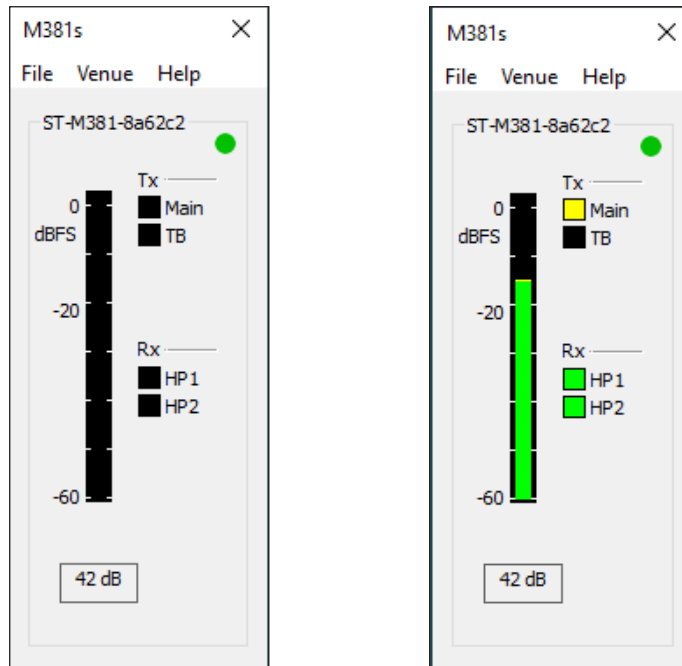 M381s
File Venue Help
ST-M381-8a62c2
Tx
0 Main
dBFS TB
-20
Rx
HP1
HP2
-60
42 dB
M381s
File Venue Help
ST-M381-8a62c2
Tx
0 Main
dBFS TB
-20
Rx
HP1
HP2
-60
42 dB